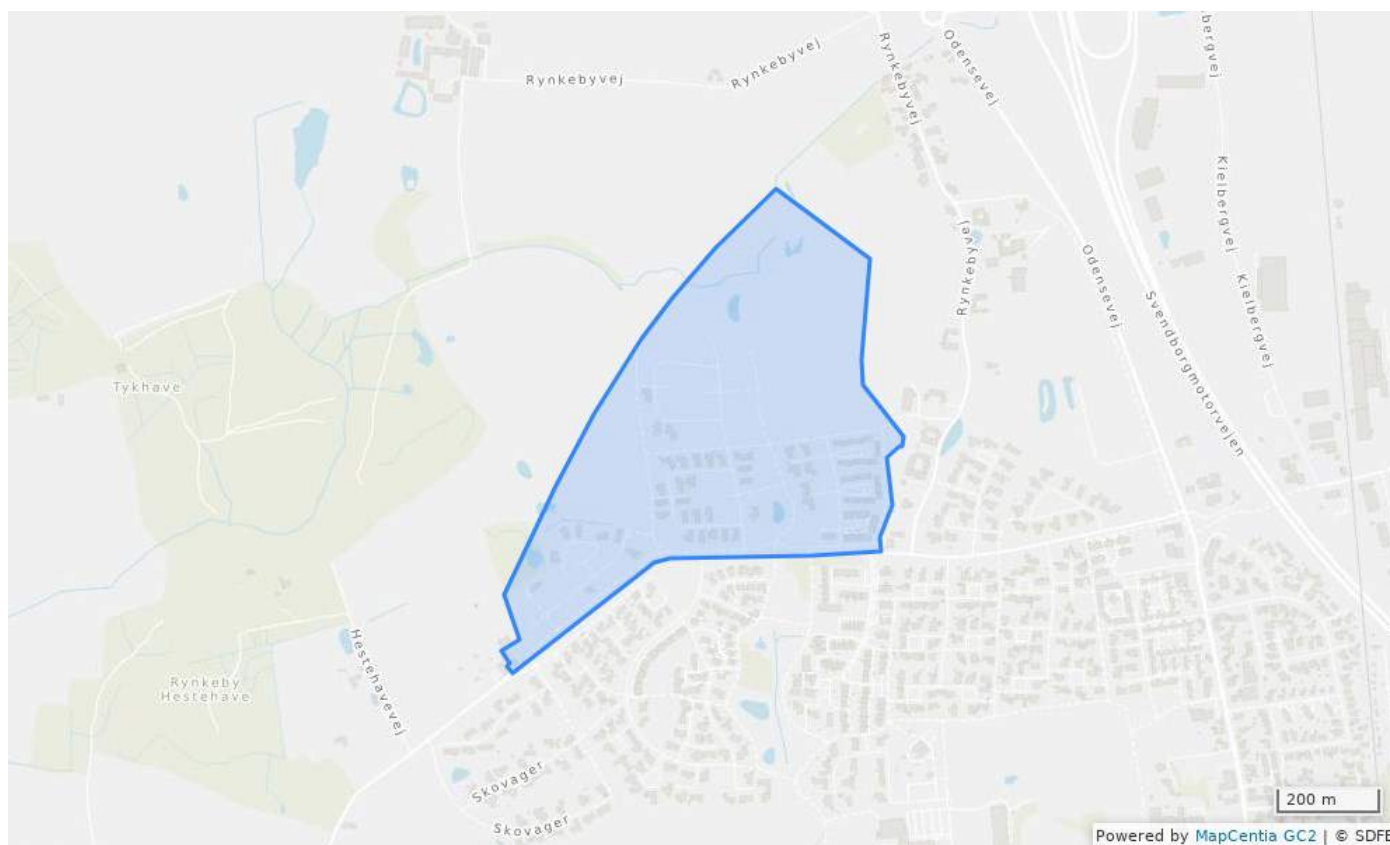 Rynkebyvej
Rynkebyvej
Rynkebyvej
Odensevej
Kielbergvej
Kielbergvej
Rynkebyvej
Odensevej
Kielbergvej
Svendborgmotorvejen
Tykhave
Hestehavevej
Rynkeby
Hestehave
Skovager
Skovager
200 m
Powered by MapCentia GC2 | © SDFE